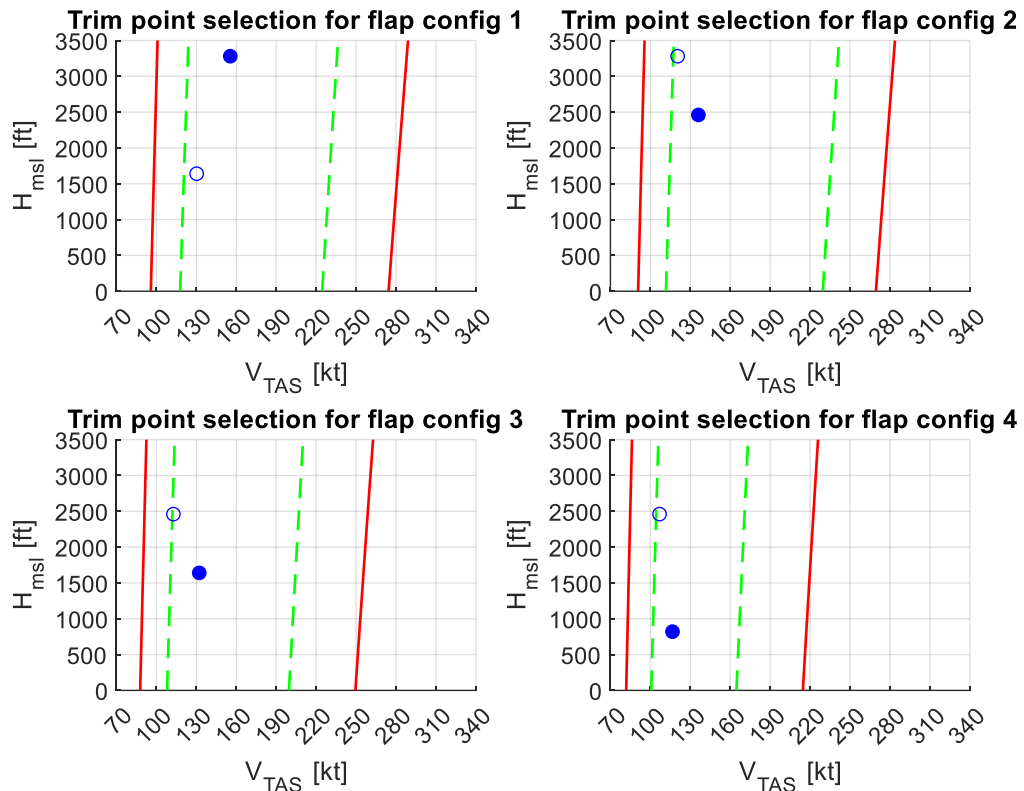 Trim point selection for flap config 1
3500
3000
2500
2000
1500
1000
500
0
H_msl [ft]
70 100 130 160 190 220 250 280 310 340
V_TAS [kt]
Trim point selection for flap config 2
3500
3000
2500
2000
1500
1000
500
0
H_msl [ft]
70 100 130 160 190 220 250 280 310 340
V_TAS [kt]
Trim point selection for flap config 3
3500
3000
2500
2000
1500
1000
500
0
H_msl [ft]
70 100 130 160 190 220 250 280 310 340
V_TAS [kt]
Trim point selection for flap config 4
3500
3000
2500
2000
1500
1000
500
0
H_msl [ft]
70 100 130 160 190 220 250 280 310 340
V_TAS [kt]